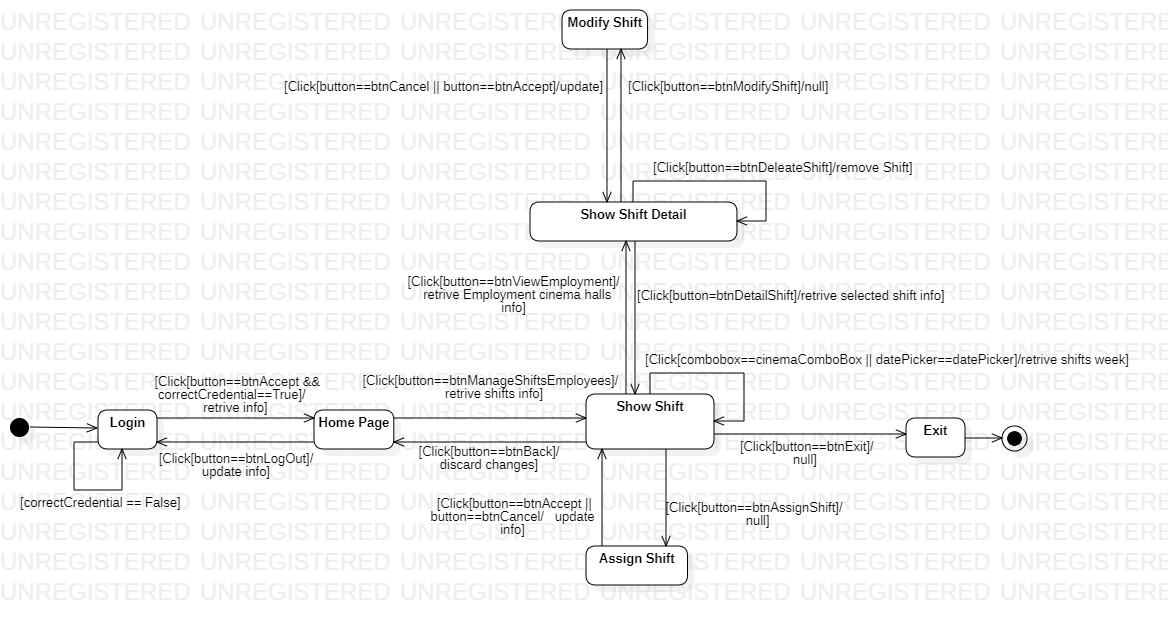 Modify Shift
[Click[button==btnCancel || button==btnAccept]/update]
[Click[button==btnModifyShift]/null]
[Click[button==btnDeleateShift]/remove Shift]
Show Shift Detail
[Click[button==btnViewEmployment]/
retrive Employment cinema halls
info]
[Click[button=btnDetailShift]/retrive selected shift info]
[Click[combobox==cinemaComboBox || datePicker==datePicker]/retrive shifts week]
[Click[button==btnAccept &&
correctCredential==True]/
retrive info]
[Click[button==btnManageShiftsEmployees]/
retrive shifts info]
Login
Home Page
Show Shift
Exit
[Click[button==btnLogOut]/
update info]
[Click[button==btnBack]/
discard changes]
[Click[button==btnExit]/
null]
[correctCredential == False]
[Click[button==btnAccept ||
button==btnCancel/   update
info]
[Click[button==btnAssignShift]/
null]
Assign Shift
UNREGISTERED UNREGISTERED UNREGISTERED UNREGISTERED UNREGISTERED UNREGISTERE